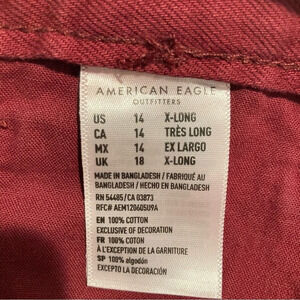 AMERICAN EAGLE
OUTFITTERS
US 14 X-LONG
CA 14 TRÈS LONG
MX 14 EX LARGO
UK 18 X-LONG
MADE IN BANGLADESH / FABRIQUÉ AU
BANGLADESH / HECHO EN BANGLADESH
RN 54485/ CA 03873
RFC# AEM120605U9A
EN 100% COTTON
EXCLUSIVE OF DECORATION
FR 100% COTON
À L'EXCEPTION DE LA GARNITURE
SP 100% algodón
EXCEPTO LA DECORACIÓN